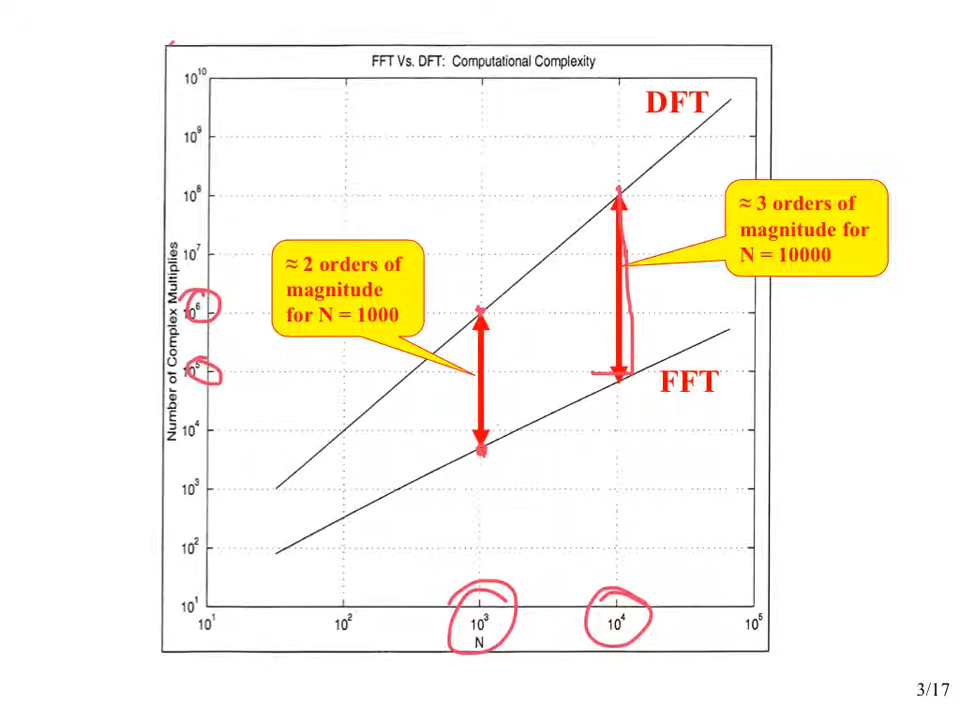 FFT Vs. DFT: Computational Complexity
10^10
DFT
10^9
10^8
≈ 3 orders of
magnitude for
N = 10000
10^7
≈ 2 orders of
magnitude
for N = 1000
10^6
10^5
FFT
10^4
10^3
10^2
10^1
Number of Complex Multiplies
10^1 10^2 10^3 10^4 10^5
N
3/17